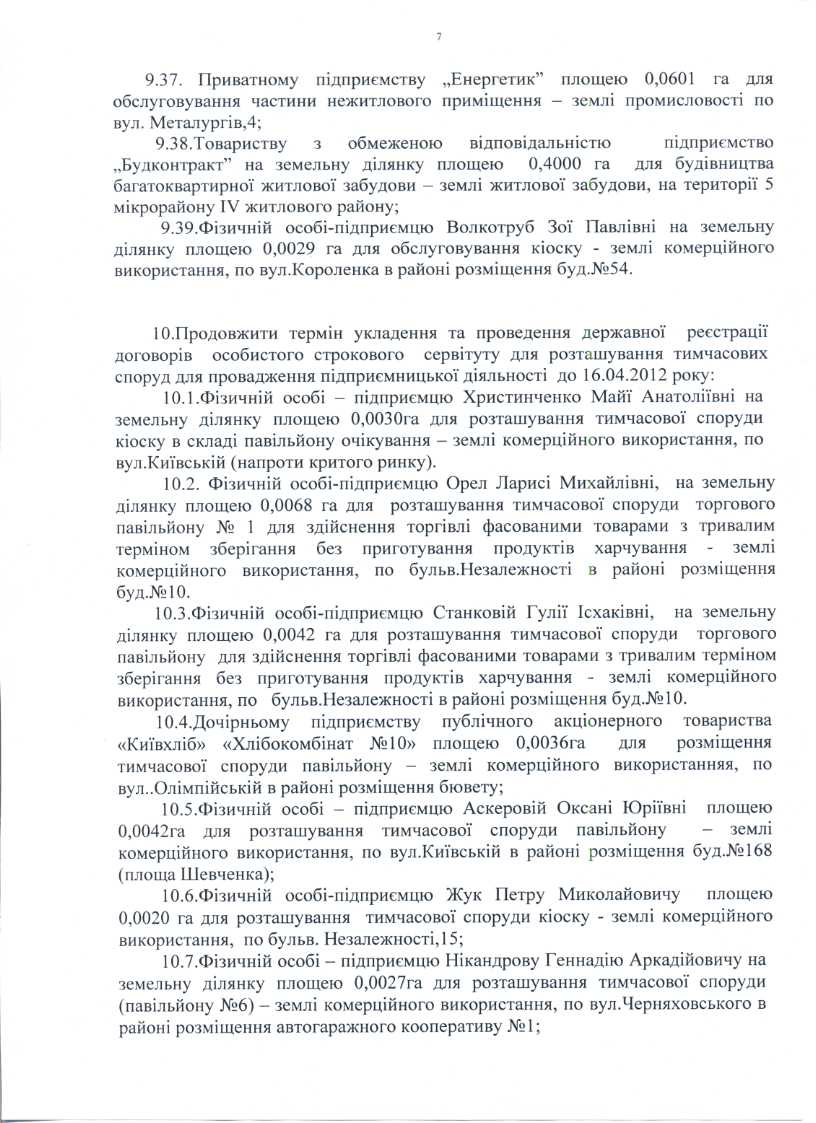 7
9.37. Приватному підприємству „Енергетик” площею 0,0601 га для
обслуговування частини нежитлового приміщення – землі промисловості по
вул. Металургів,4;
9.38.Товариству з обмеженою відповідальністю підприємство
„Будконтракт” на земельну ділянку площею 0,4000 га для будівництва
багатоквартирної житлової забудови – землі житлової забудови, на території 5
мікрорайону IV житлового району;
9.39.Фізичній особі-підприємцю Волкотруб Зої Павлівні на земельну
ділянку площею 0,0029 га для обслуговування кіоску - землі комерційного
використання, по вул.Короленка в районі розміщення буд.№54.
10.Продовжити термін укладення та проведення державної реєстрації
договорів особистого строкового сервітуту для розташування тимчасових
споруд для провадження підприємницької діяльності до 16.04.2012 року:
10.1.Фізичній особі – підприємцю Христинченко Майї Анатоліївні на
земельну ділянку площею 0,0030га для розташування тимчасової споруди
кіоску в складі павільйону очікування – землі комерційного використання, по
вул.Київській (напроти критого ринку).
10.2. Фізичній особі-підприємцю Орел Ларисі Михайлівні, на земельну
ділянку площею 0,0068 га для розташування тимчасової споруди торгового
павільйону № 1 для здійснення торгівлі фасованими товарами з тривалим
терміном зберігання без приготування продуктів харчування - землі
комерційного використання, по бульв.Незалежності в районі розміщення
буд.№10.
10.3.Фізичній особі-підприємцю Станковій Гулії Ісхаківні, на земельну
ділянку площею 0,0042 га для розташування тимчасової споруди торгового
павільйону для здійснення торгівлі фасованими товарами з тривалим терміном
зберігання без приготування продуктів харчування - землі комерційного
використання, по бульв.Незалежності в районі розміщення буд.№10.
10.4.Дочірньому підприємству публічного акціонерного товариства
«Київхліб» «Хлібокомбінат №10» площею 0,0036га для розміщення
тимчасової споруди павільйону – землі комерційного використанняя, по
вул..Олімпійській в районі розміщення бювету;
10.5.Фізичній особі – підприємцю Аскеровій Оксані Юріївні площею
0,0042га для розташування тимчасової споруди павільйону – землі
комерційного використання, по вул.Київській в районі розміщення буд.№168
(площа Шевченка);
10.6.Фізичній особі-підприємцю Жук Петру Миколайовичу площею
0,0020 га для розташування тимчасової споруди кіоску - землі комерційного
використання, по бульв. Незалежності,15;
10.7.Фізичній особі – підприємцю Нікандрову Геннадію Аркадійовичу на
земельну ділянку площею 0,0027га для розташування тимчасової споруди
(павільйону №6) – землі комерційного використання, по вул.Черняховського в
районі розміщення автогаражного кооперативу №1;